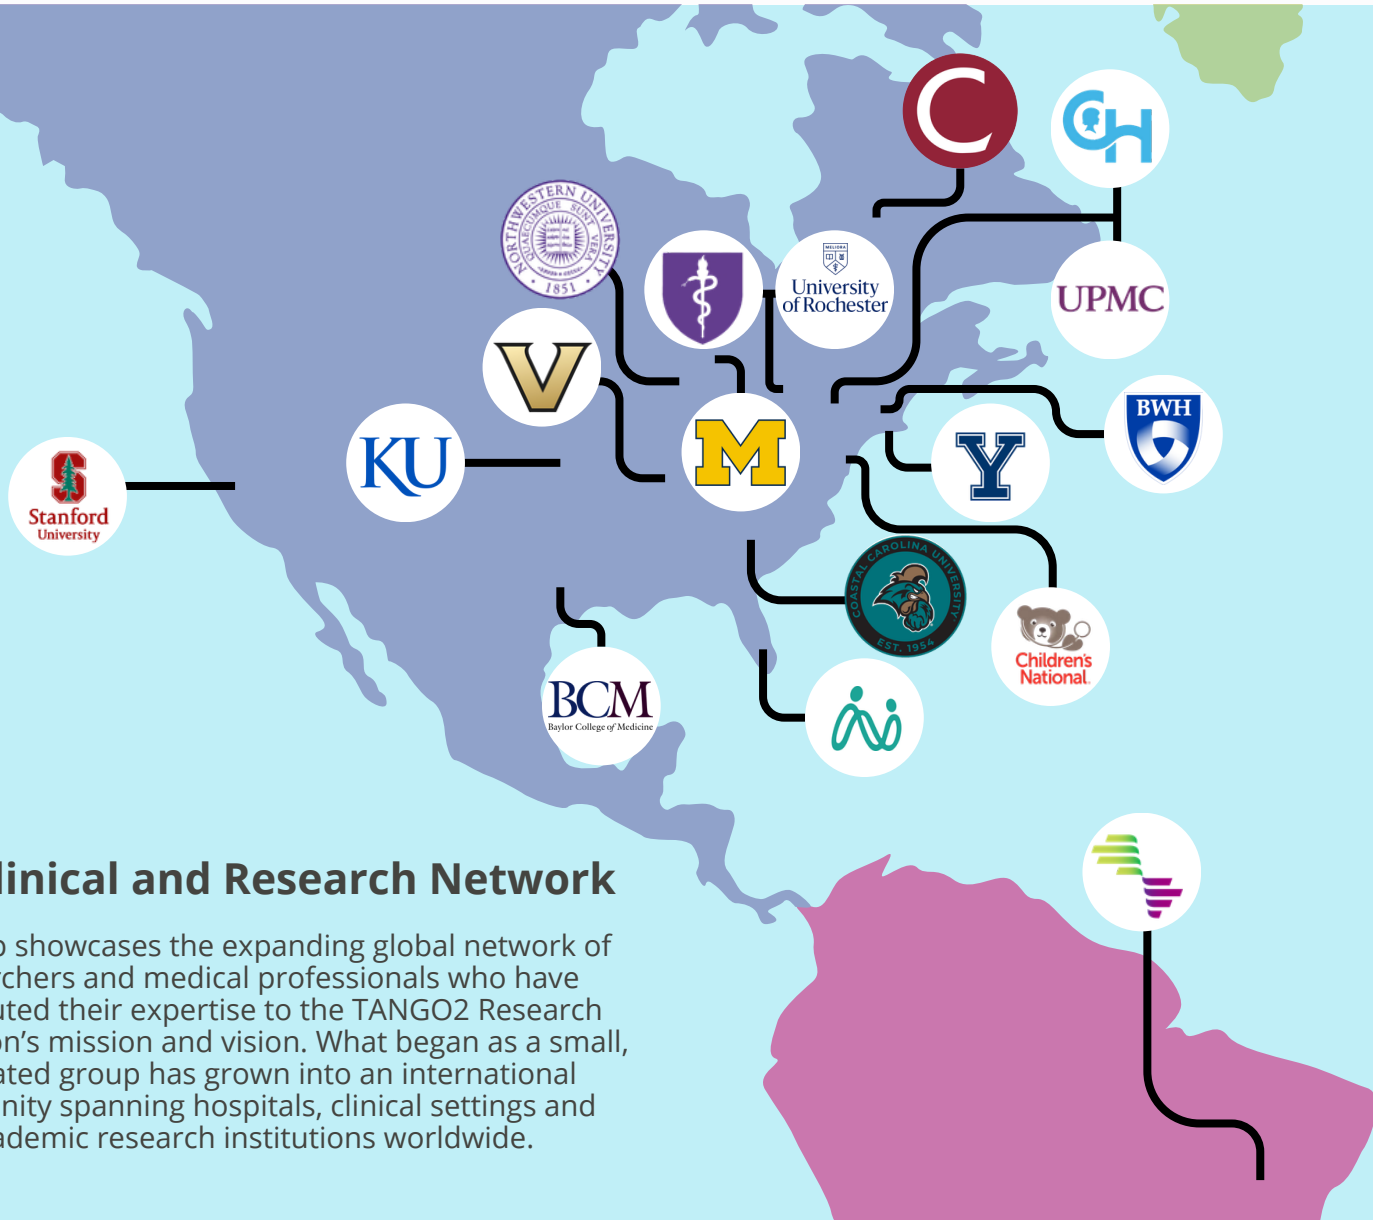 C
CH
NORTHWESTERN UNIVERSITY
QUAECUMQUE SUNT VERA
1851
MELIORA
University
of Rochester
UPMC
V
KU
M
BWH
Y
S
Stanford
University
COASTAL CAROLINA UNIVERSITY
EST. 1954
Children's
National
BCM
Baylor College of Medicine
linical and Research Network
showcases the expanding global network of
rchers and medical professionals who have
uted their expertise to the TANGO2 Research
on's mission and vision. What began as a small,
ated group has grown into an international
nity spanning hospitals, clinical settings and
ademic research institutions worldwide.